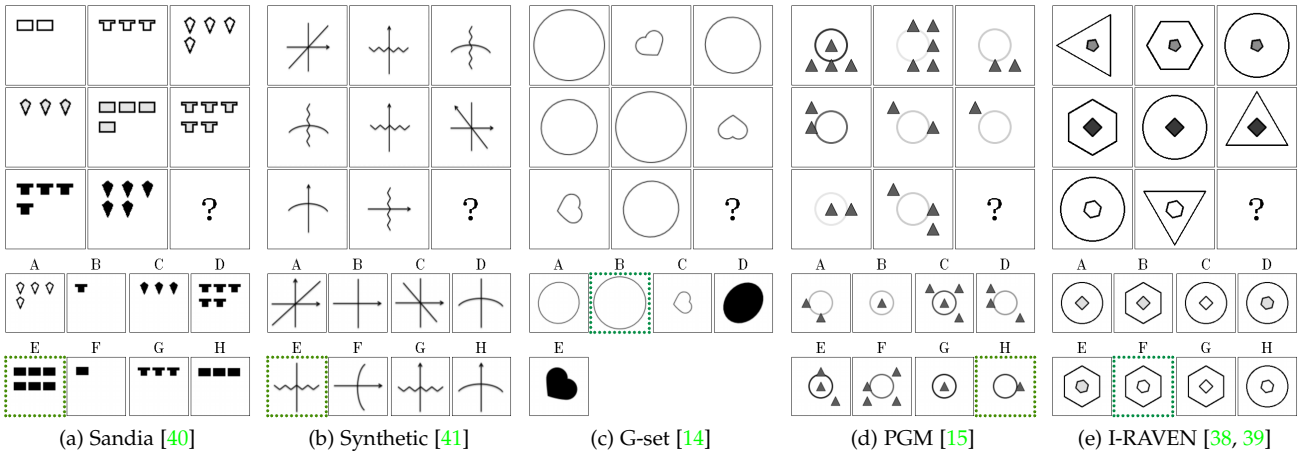 ? ? ? ? ?
A B C D A B C D A B C D A B C D A B C D
E F G H E F G H E E F G H E F G H
(a) Sandia [40] (b) Synthetic [41] (c) G-set [14] (d) PGM [15] (e) I-RAVEN [38, 39]